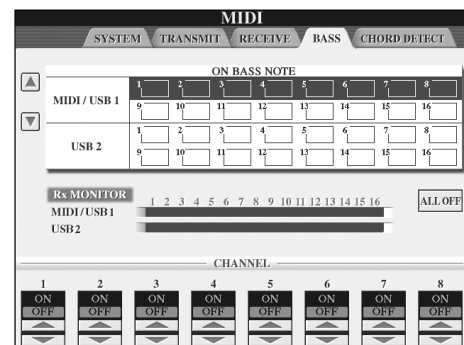 MIDI
SYSTEM TRANSMIT RECEIVE BASS CHORD DETECT
ON BASS NOTE
MIDI / USB 1
1 2 3 4 5 6 7 8
9 10 11 12 13 14 15 16
USB 2
1 2 3 4 5 6 7 8
9 10 11 12 13 14 15 16
Rx MONITOR
1 2 3 4 5 6 7 8 9 10 11 12 13 14 15 16
ALL OFF
MIDI / USB 1
USB 2
CHANNEL
1 2 3 4 5 6 7 8
ON ON ON ON ON ON ON ON
OFF OFF OFF OFF OFF OFF OFF OFF